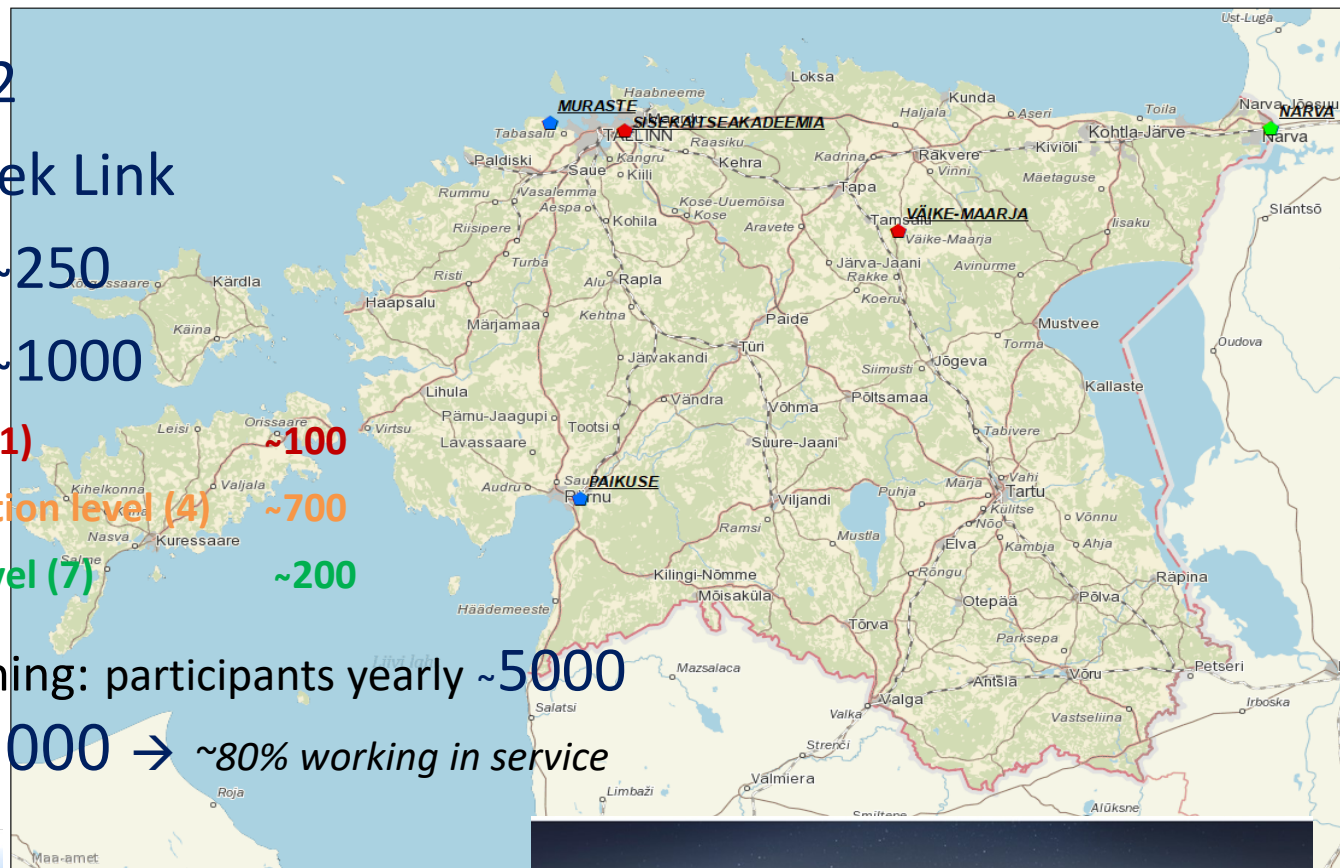 Ust-Luga
2
Loksa
Haabneeme
Kunda
MURASTE
Haljala
Aseri
Toila
NARVA
SISEKAITSEAKADEEMIA
Tabasalu
TALLINN
Kohtla-Järve
Narva
Raasiku
Kiviõli
Paldiski
Saue
Kangru
Kehra
Kadrina
Rakvere
ek Link
Kiili
Vinni
Mäetaguse
Rummu
Vasalemma
Tapa
Aespa
Kose-Uuemõisa
Slantsõ
Kohila
Kose
Tamsalu
VÄIKE-MAARJA
Iisaku
Riisipere
Aravete
Väike-Maarja
Turba
Järva-Jaani
Avinurme
~250
Risti
Alu
Rapla
Rakke
Kärdla
Koeru
Haapsalu
Kehtna
Paide
Märjamaa
Mustvee
Käina
Torma
Oudova
Türi
~1000
Järvakandi
Jõgeva
Siimusti
Kallaste
Lihula
Vändra
Põltsamaa
Pärnu-Jaagupi
Võhma
Leisi
Orissaare
Virtsu
Tootsi
Tabivere
1) ~100
Lavassaare
Suure-Jaani
Vahi
Kihelkonna
Valjala
Audru
PAIKUSE
Märja
Tartu
Pärnu
Viljandi
Puhja
Külitse
tion level (4) ~700
Ramsi
Nõo
Võnnu
Nasva
Kuressaare
Mustla
Elva
Kambja
Ahja
Salme
vel (7) ~200
Kilingi-Nõmme
Rõngu
Räpina
Mõisaküla
Otepää
Põlva
Häädemeeste
Tõrva
Parksepa
Liivi laht
ning: participants yearly ~5000
Mazsalaca
Antsla
Võru
Petseri
Valga
Salatsi
Valka
Vastseliina
Irboska
000 → ~80% working in service
Strenči
Valmiera
Roja
Limbaži
Alūksne
Smiltene
Maa-amet